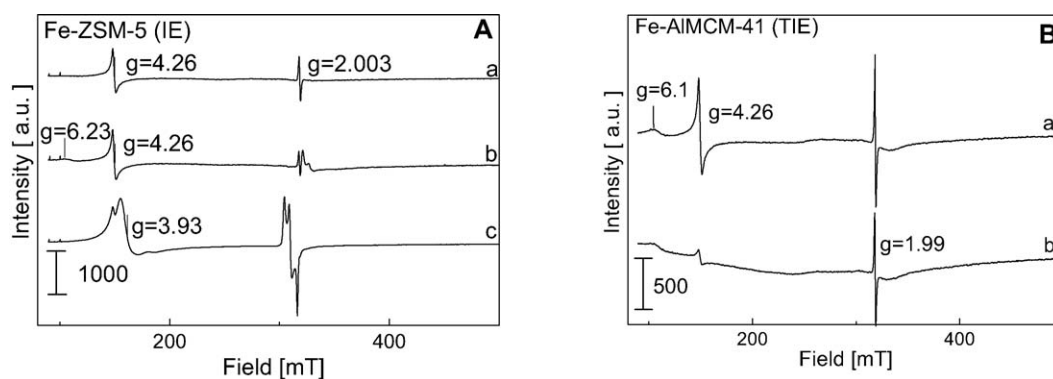 Fe-ZSM-5 (IE)
A
g=4.26
g=2.003
a
g=6.23
g=4.26
b
g=3.93
c
1000
Intensity [ a.u. ]
200
400
Field [mT]
Fe-AlMCM-41 (TIE)
B
g=6.1
g=4.26
a
g=1.99
b
500
Intensity [ a.u. ]
200
400
Field [mT]